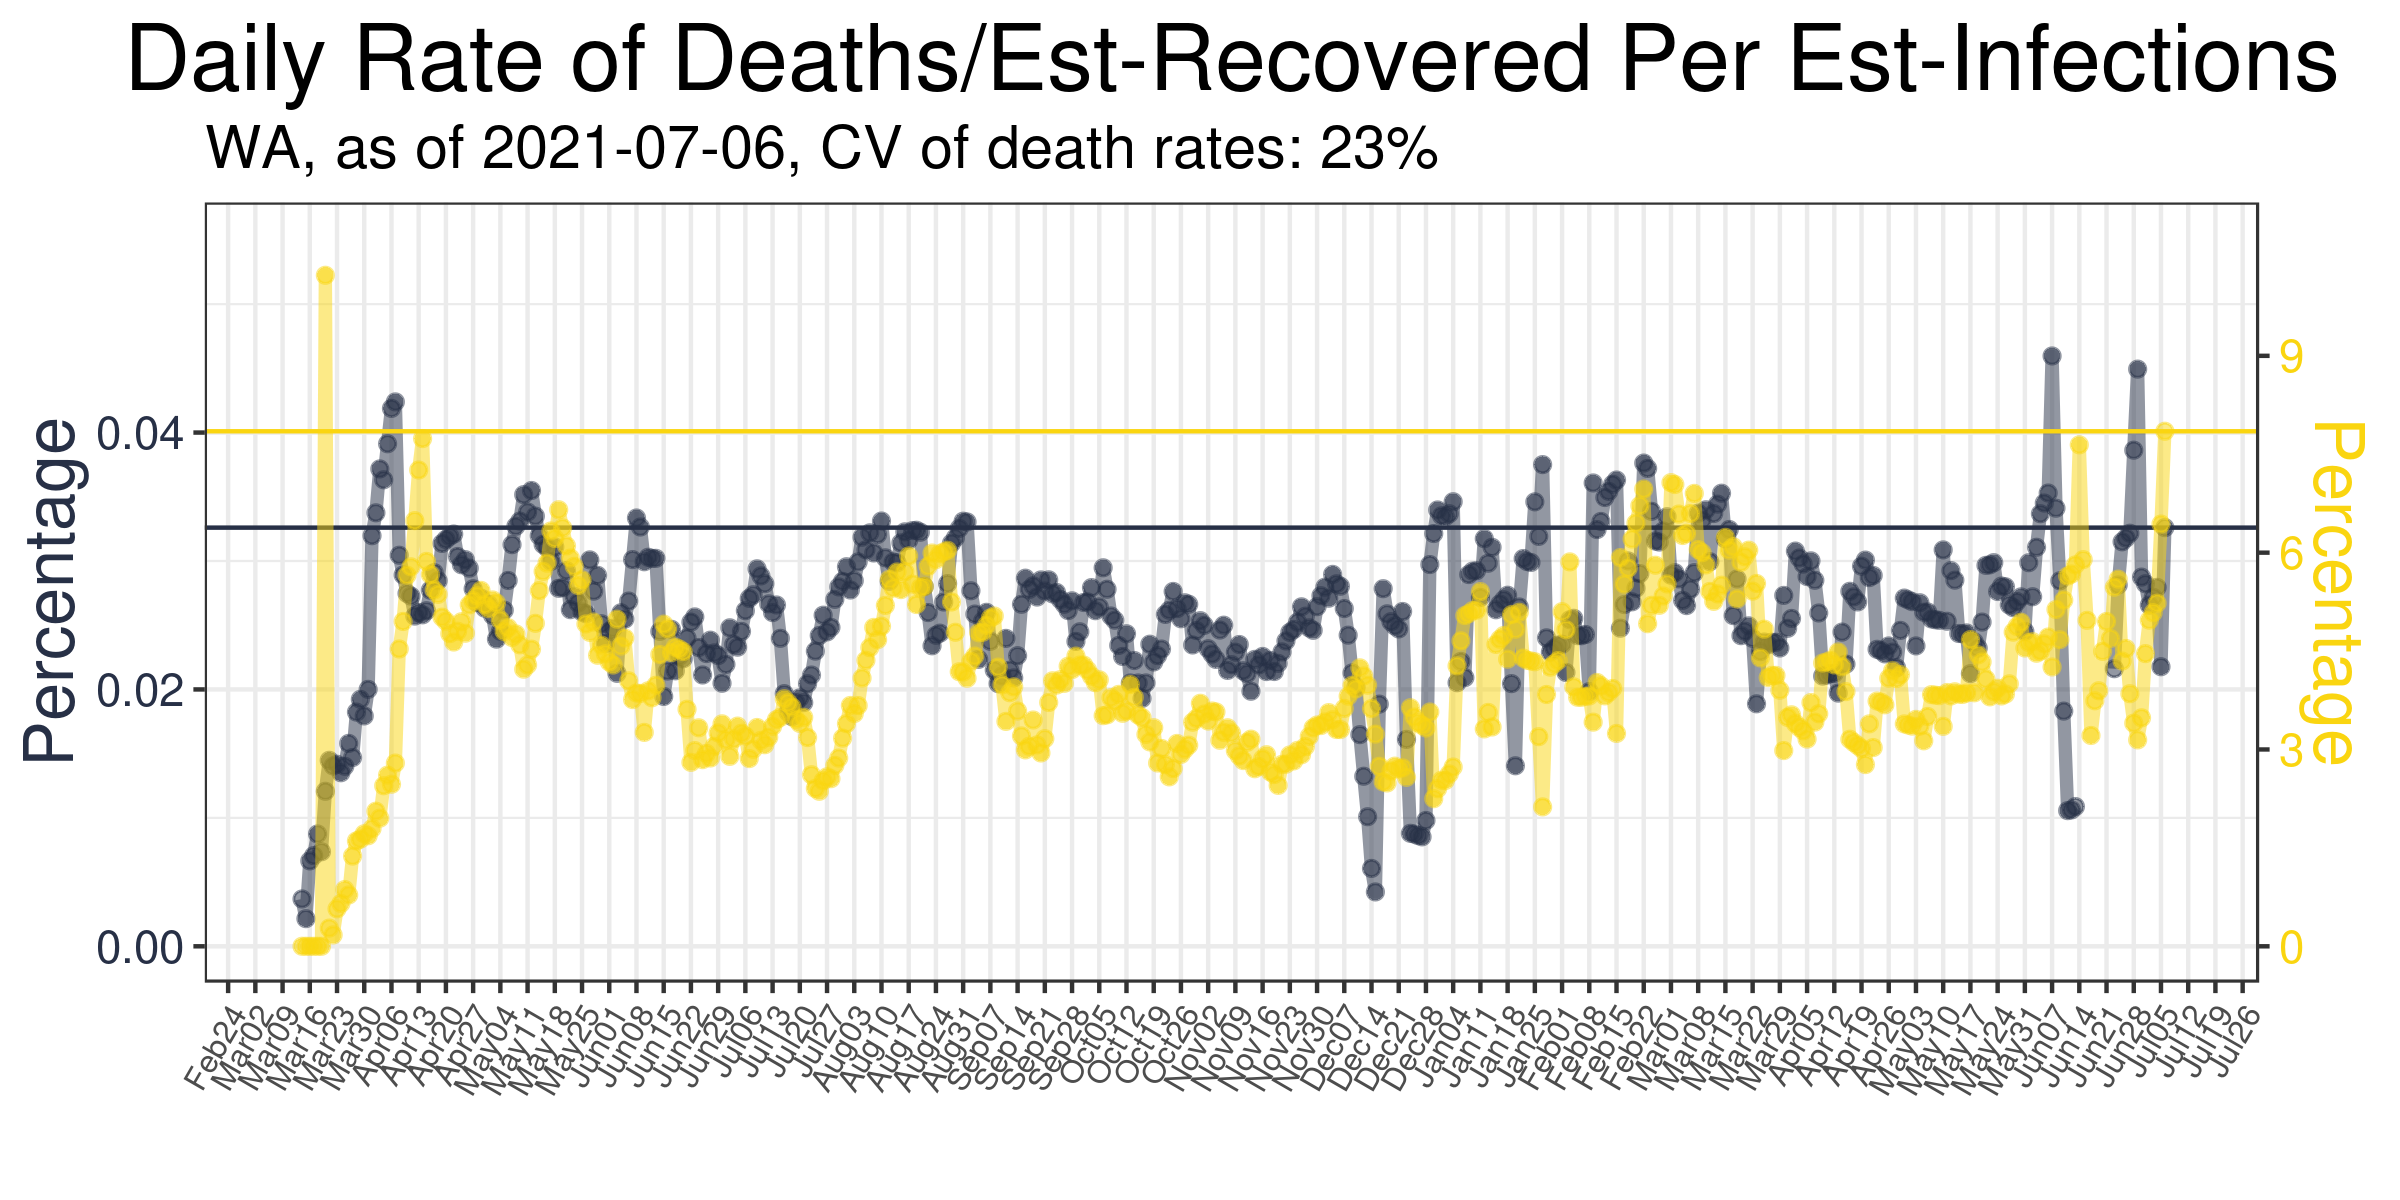 Daily Rate of Deaths/Est-Recovered Per Est-Infections
WA, as of 2021-07-06, CV of death rates: 23%
Percentage
0.04
0.02
0.00
9
6
3
0
Percentage
Feb24
Mar02
Mar09
Mar16
Mar23
Mar30
Apr06
Apr13
Apr20
Apr27
May04
May11
May18
May25
Jun01
Jun08
Jun15
Jun22
Jun29
Jul06
Jul13
Jul20
Jul27
Aug03
Aug10
Aug17
Aug24
Aug31
Sep07
Sep14
Sep21
Sep28
Oct05
Oct12
Oct19
Oct26
Nov02
Nov09
Nov16
Nov23
Nov30
Dec07
Dec14
Dec21
Dec28
Jan04
Jan11
Jan18
Jan25
Feb01
Feb08
Feb15
Feb22
Mar01
Mar08
Mar15
Mar22
Mar29
Apr05
Apr12
Apr19
Apr26
May03
May10
May17
May24
May31
Jun07
Jun14
Jun21
Jun28
Jul05
Jul12
Jul19
Jul26